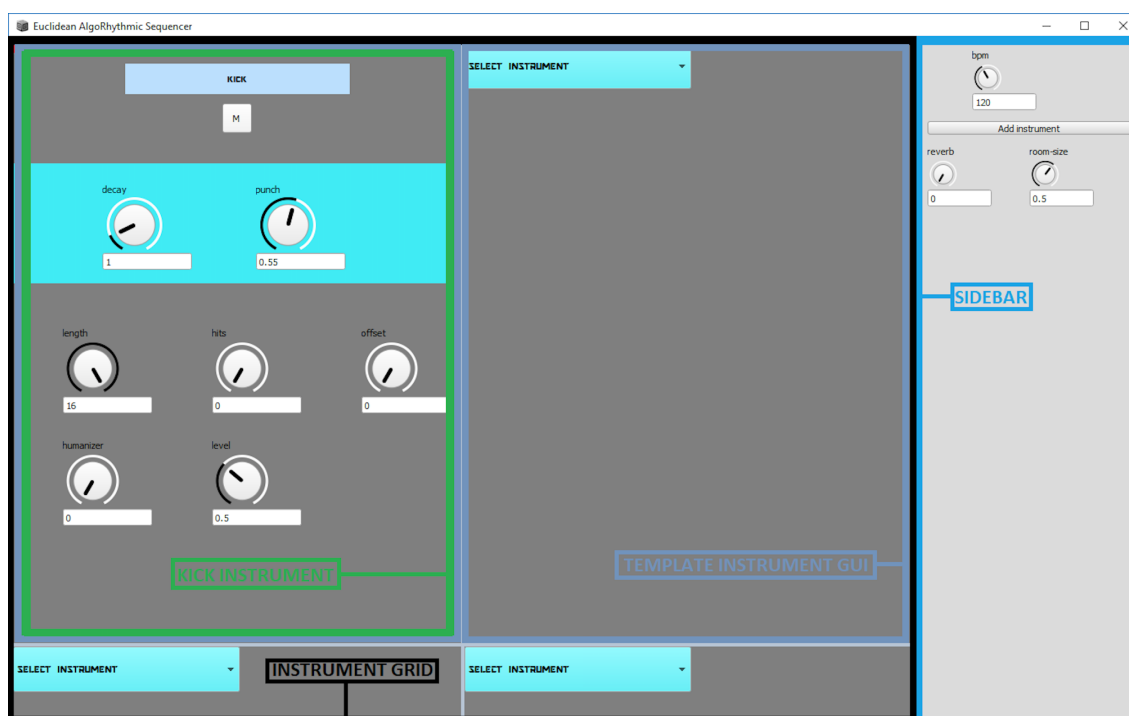 Euclidean AlgoRhythmic Sequencer
KICK
M
decay
punch
1
0.55
length
hits
offset
16
0
0
humanizer
level
0
0.5
KICK INSTRUMENT
SELECT INSTRUMENT
TEMPLATE INSTRUMENT GUI
SELECT INSTRUMENT
INSTRUMENT GRID
SELECT INSTRUMENT
bpm
120
Add instrument
reverb
room-size
0
0.5
SIDEBAR